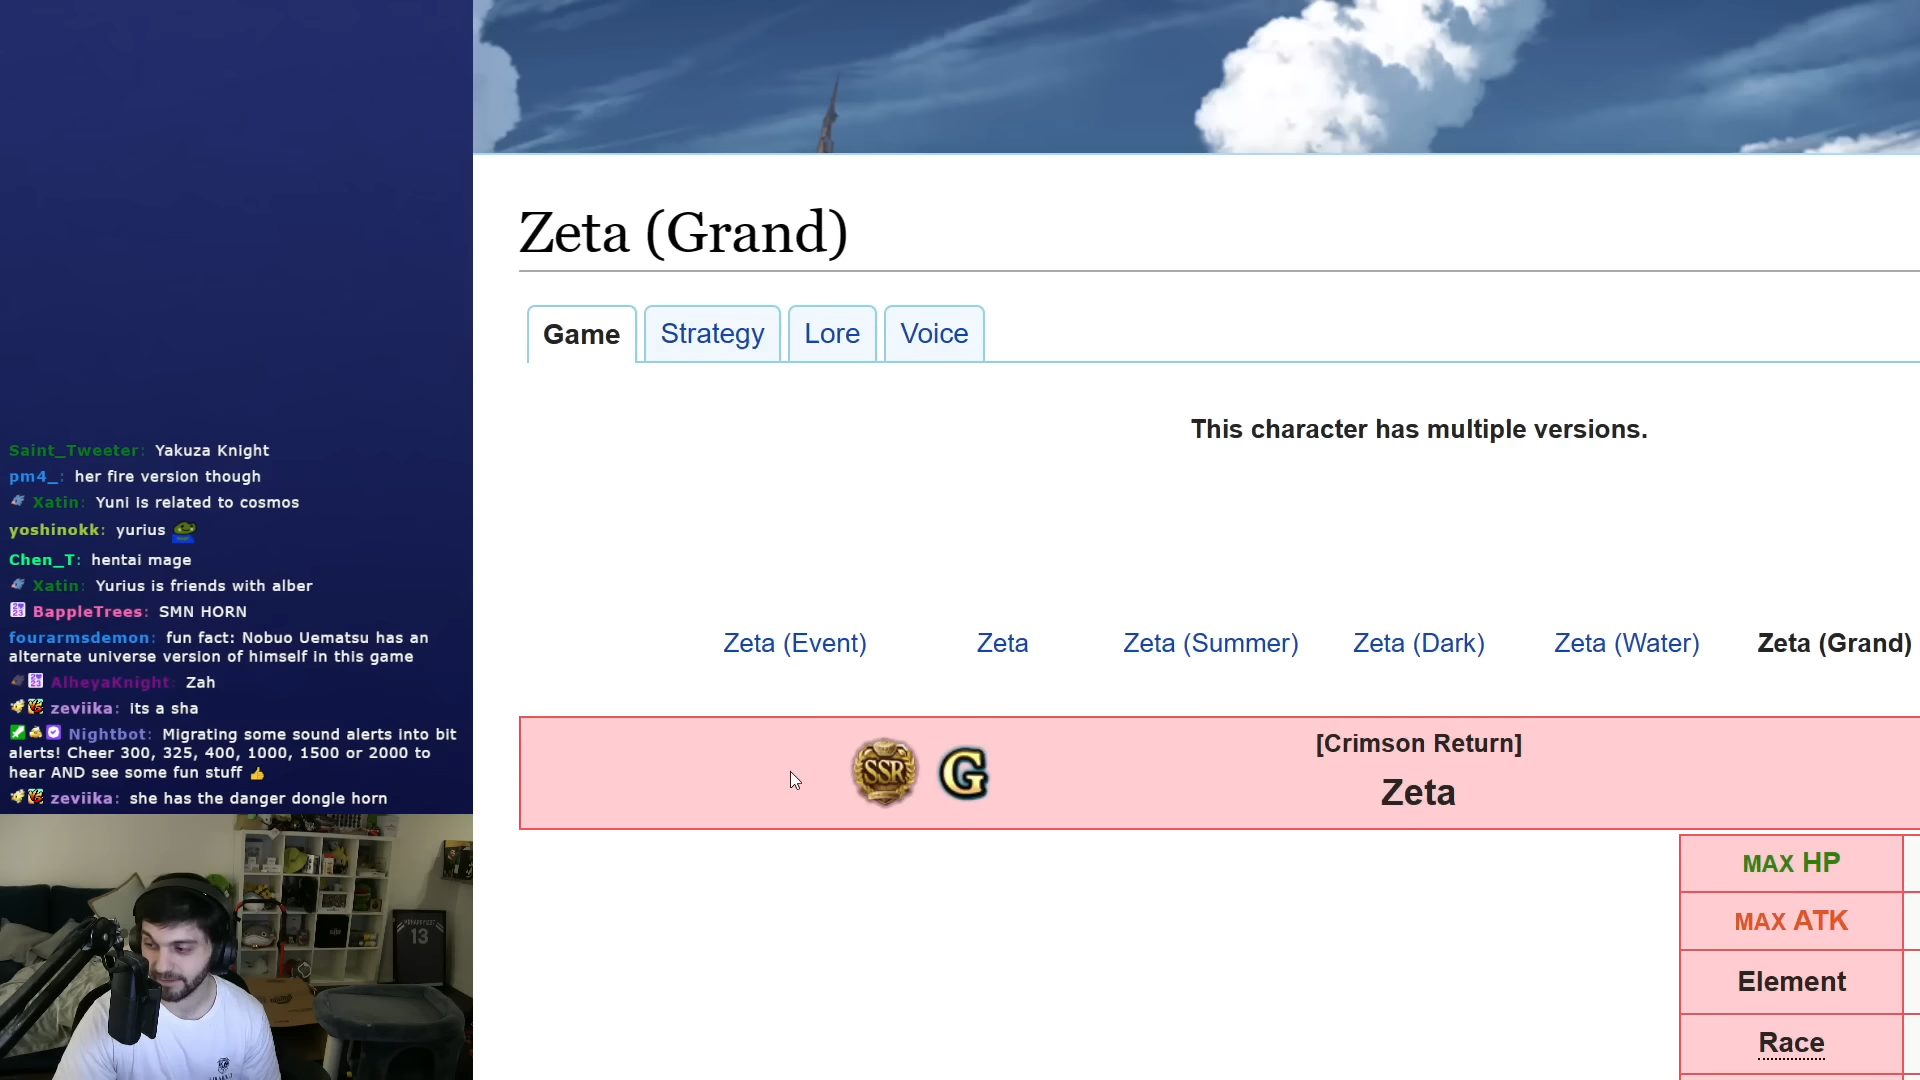 Zeta (Grand)
Game
Strategy
Lore
Voice
This character has multiple versions.
Zeta (Event)
Zeta
Zeta (Summer)
Zeta (Dark)
Zeta (Water)
Zeta (Grand)
SSR
G
[Crimson Return]
Zeta
MAX HP
MAX ATK
Element
Race
Saint_Tweeter: Yakuza Knight
pm4_: her fire version though
Xatin: Yuni is related to cosmos
yoshinokk: yurius
Chen_T: hentai mage
Xatin: Yurius is friends with alber
BappleTrees: SMN HORN
fourarmsdemon: fun fact: Nobuo Uematsu has an
alternate universe version of himself in this game
AlheyaKnight: Zah
zeviika: its a sha
Nightbot: Migrating some sound alerts into bit
alerts! Cheer 300, 325, 400, 1000, 1500 or 2000 to
hear AND see some fun stuff 👍
zeviika: she has the danger dongle horn
13